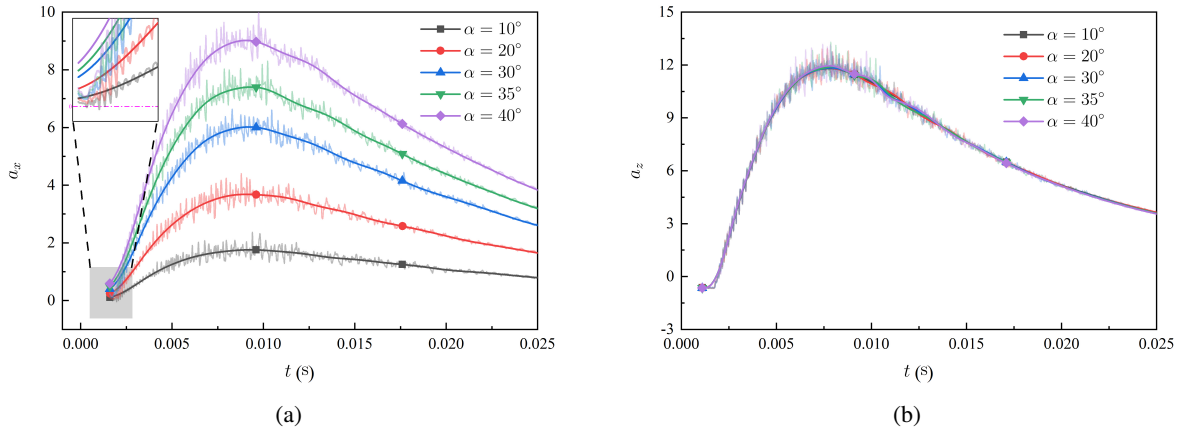 10
8
6
4
2
0
a_x
α = 10°
α = 20°
α = 30°
α = 35°
α = 40°
0.000 0.005 0.010 0.015 0.020 0.025
t (s)
(a)
15
12
9
6
3
0
-3
a_z
α = 10°
α = 20°
α = 30°
α = 35°
α = 40°
0.000 0.005 0.010 0.015 0.020 0.025
t (s)
(b)